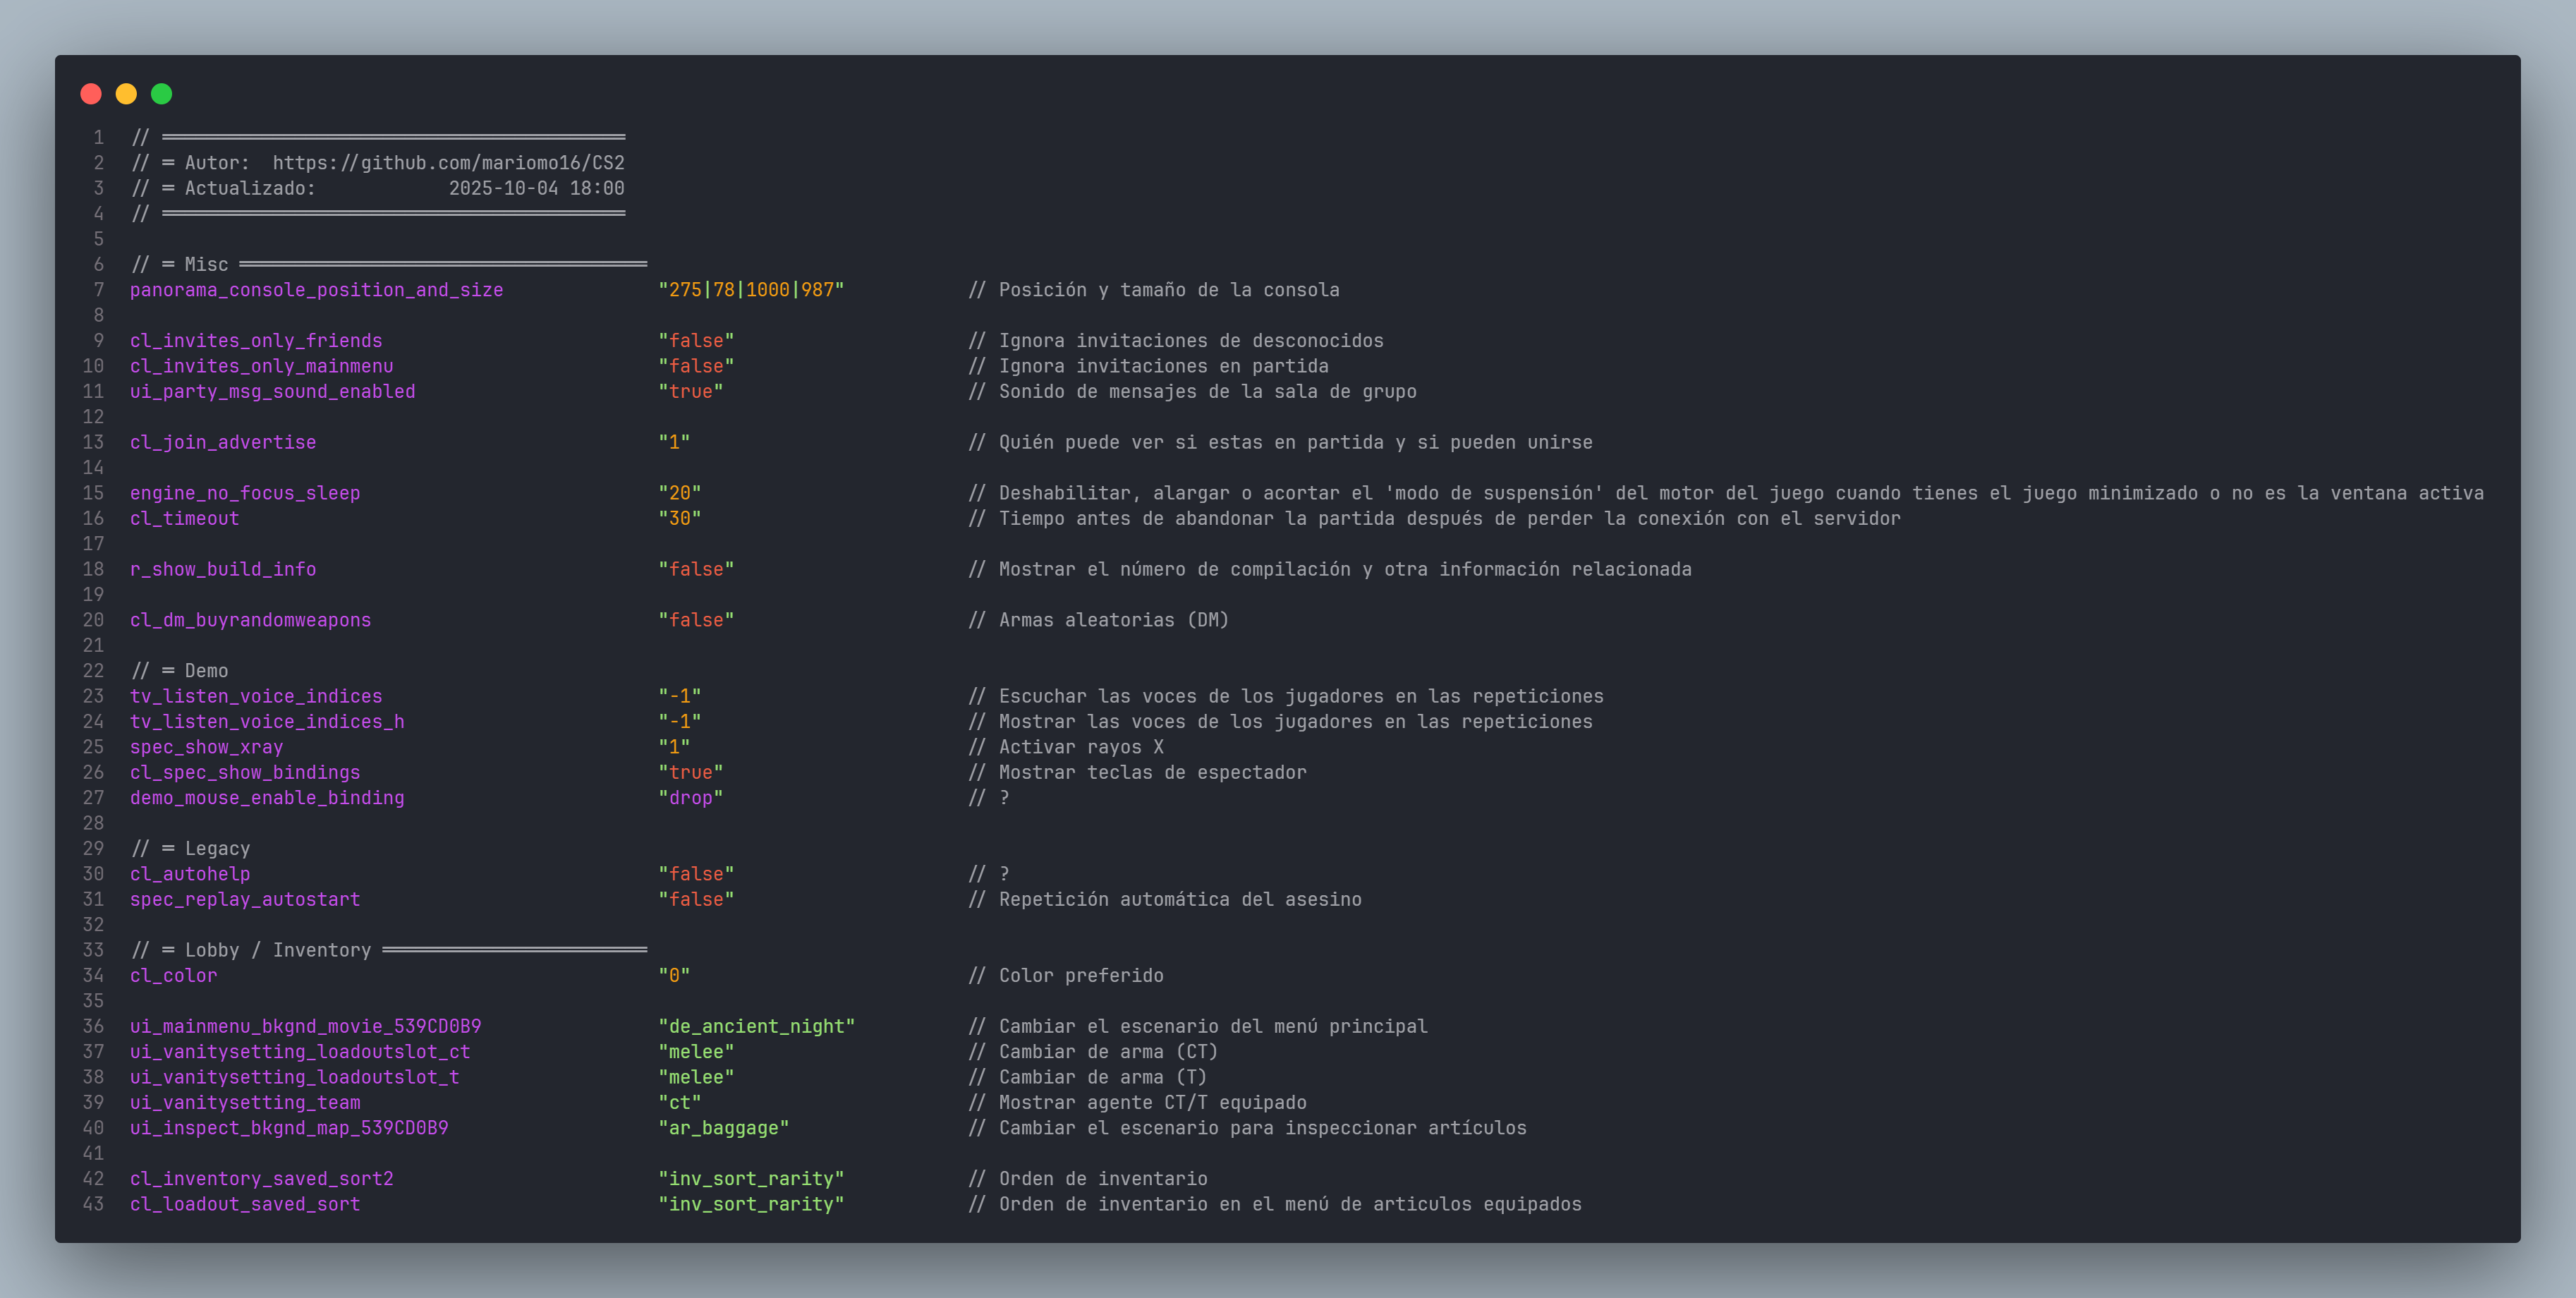 1 // ══════════════════════════════════════════
2 // = Autor:  https://github.com/mariomo16/CS2
3 // = Actualizado:            2025-10-04 18:00
4 // ══════════════════════════════════════════
5
6 // = Misc ═════════════════════════════════════
7 panorama_console_position_and_size "275|78|1000|987" // Posición y tamaño de la consola
8
9 cl_invites_only_friends "false" // Ignora invitaciones de desconocidos
10 cl_invites_only_mainmenu "false" // Ignora invitaciones en partida
11 ui_party_msg_sound_enabled "true" // Sonido de mensajes de la sala de grupo
12
13 cl_join_advertise "1" // Quién puede ver si estas en partida y si pueden unirse
14
15 engine_no_focus_sleep "20" // Deshabilitar, alargar o acortar el 'modo de suspensión' del motor del juego cuando tienes el juego minimizado o no es la ventana activa
16 cl_timeout "30" // Tiempo antes de abandonar la partida después de perder la conexión con el servidor
17
18 r_show_build_info "false" // Mostrar el número de compilación y otra información relacionada
19
20 cl_dm_buyrandomweapons "false" // Armas aleatorias (DM)
21
22 // = Demo
23 tv_listen_voice_indices "-1" // Escuchar las voces de los jugadores en las repeticiones
24 tv_listen_voice_indices_h "-1" // Mostrar las voces de los jugadores en las repeticiones
25 spec_show_xray "1" // Activar rayos X
26 cl_spec_show_bindings "true" // Mostrar teclas de espectador
27 demo_mouse_enable_binding "drop" // ?
28
29 // = Legacy
30 cl_autohelp "false" // ?
31 spec_replay_autostart "false" // Repetición automática del asesino
32
33 // = Lobby / Inventory ════════════════════════
34 cl_color "0" // Color preferido
35
36 ui_mainmenu_bkgnd_movie_539CD0B9 "de_ancient_night" // Cambiar el escenario del menú principal
37 ui_vanitysetting_loadoutslot_ct "melee" // Cambiar de arma (CT)
38 ui_vanitysetting_loadoutslot_t "melee" // Cambiar de arma (T)
39 ui_vanitysetting_team "ct" // Mostrar agente CT/T equipado
40 ui_inspect_bkgnd_map_539CD0B9 "ar_baggage" // Cambiar el escenario para inspeccionar artículos
41
42 cl_inventory_saved_sort2 "inv_sort_rarity" // Orden de inventario
43 cl_loadout_saved_sort "inv_sort_rarity" // Orden de inventario en el menú de articulos equipados